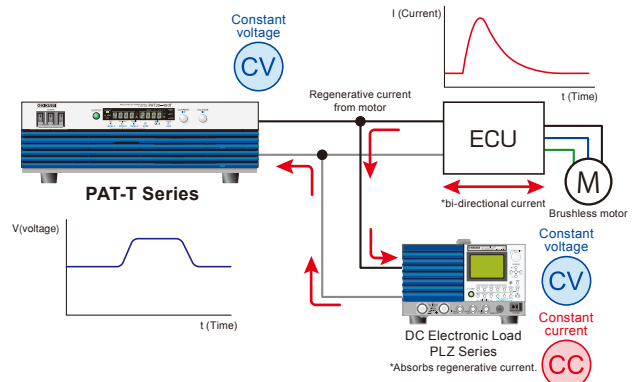 Constant
voltage
CV
I (Current)
t (Time)
Regenerative current
from motor
ECU
*bi-directional current
M
Brushless motor
PAT-T Series
V(voltage)
t (Time)
Constant
voltage
CV
Constant
current
CC
DC Electronic Load
PLZ Series
*Absorbs regenerative current.